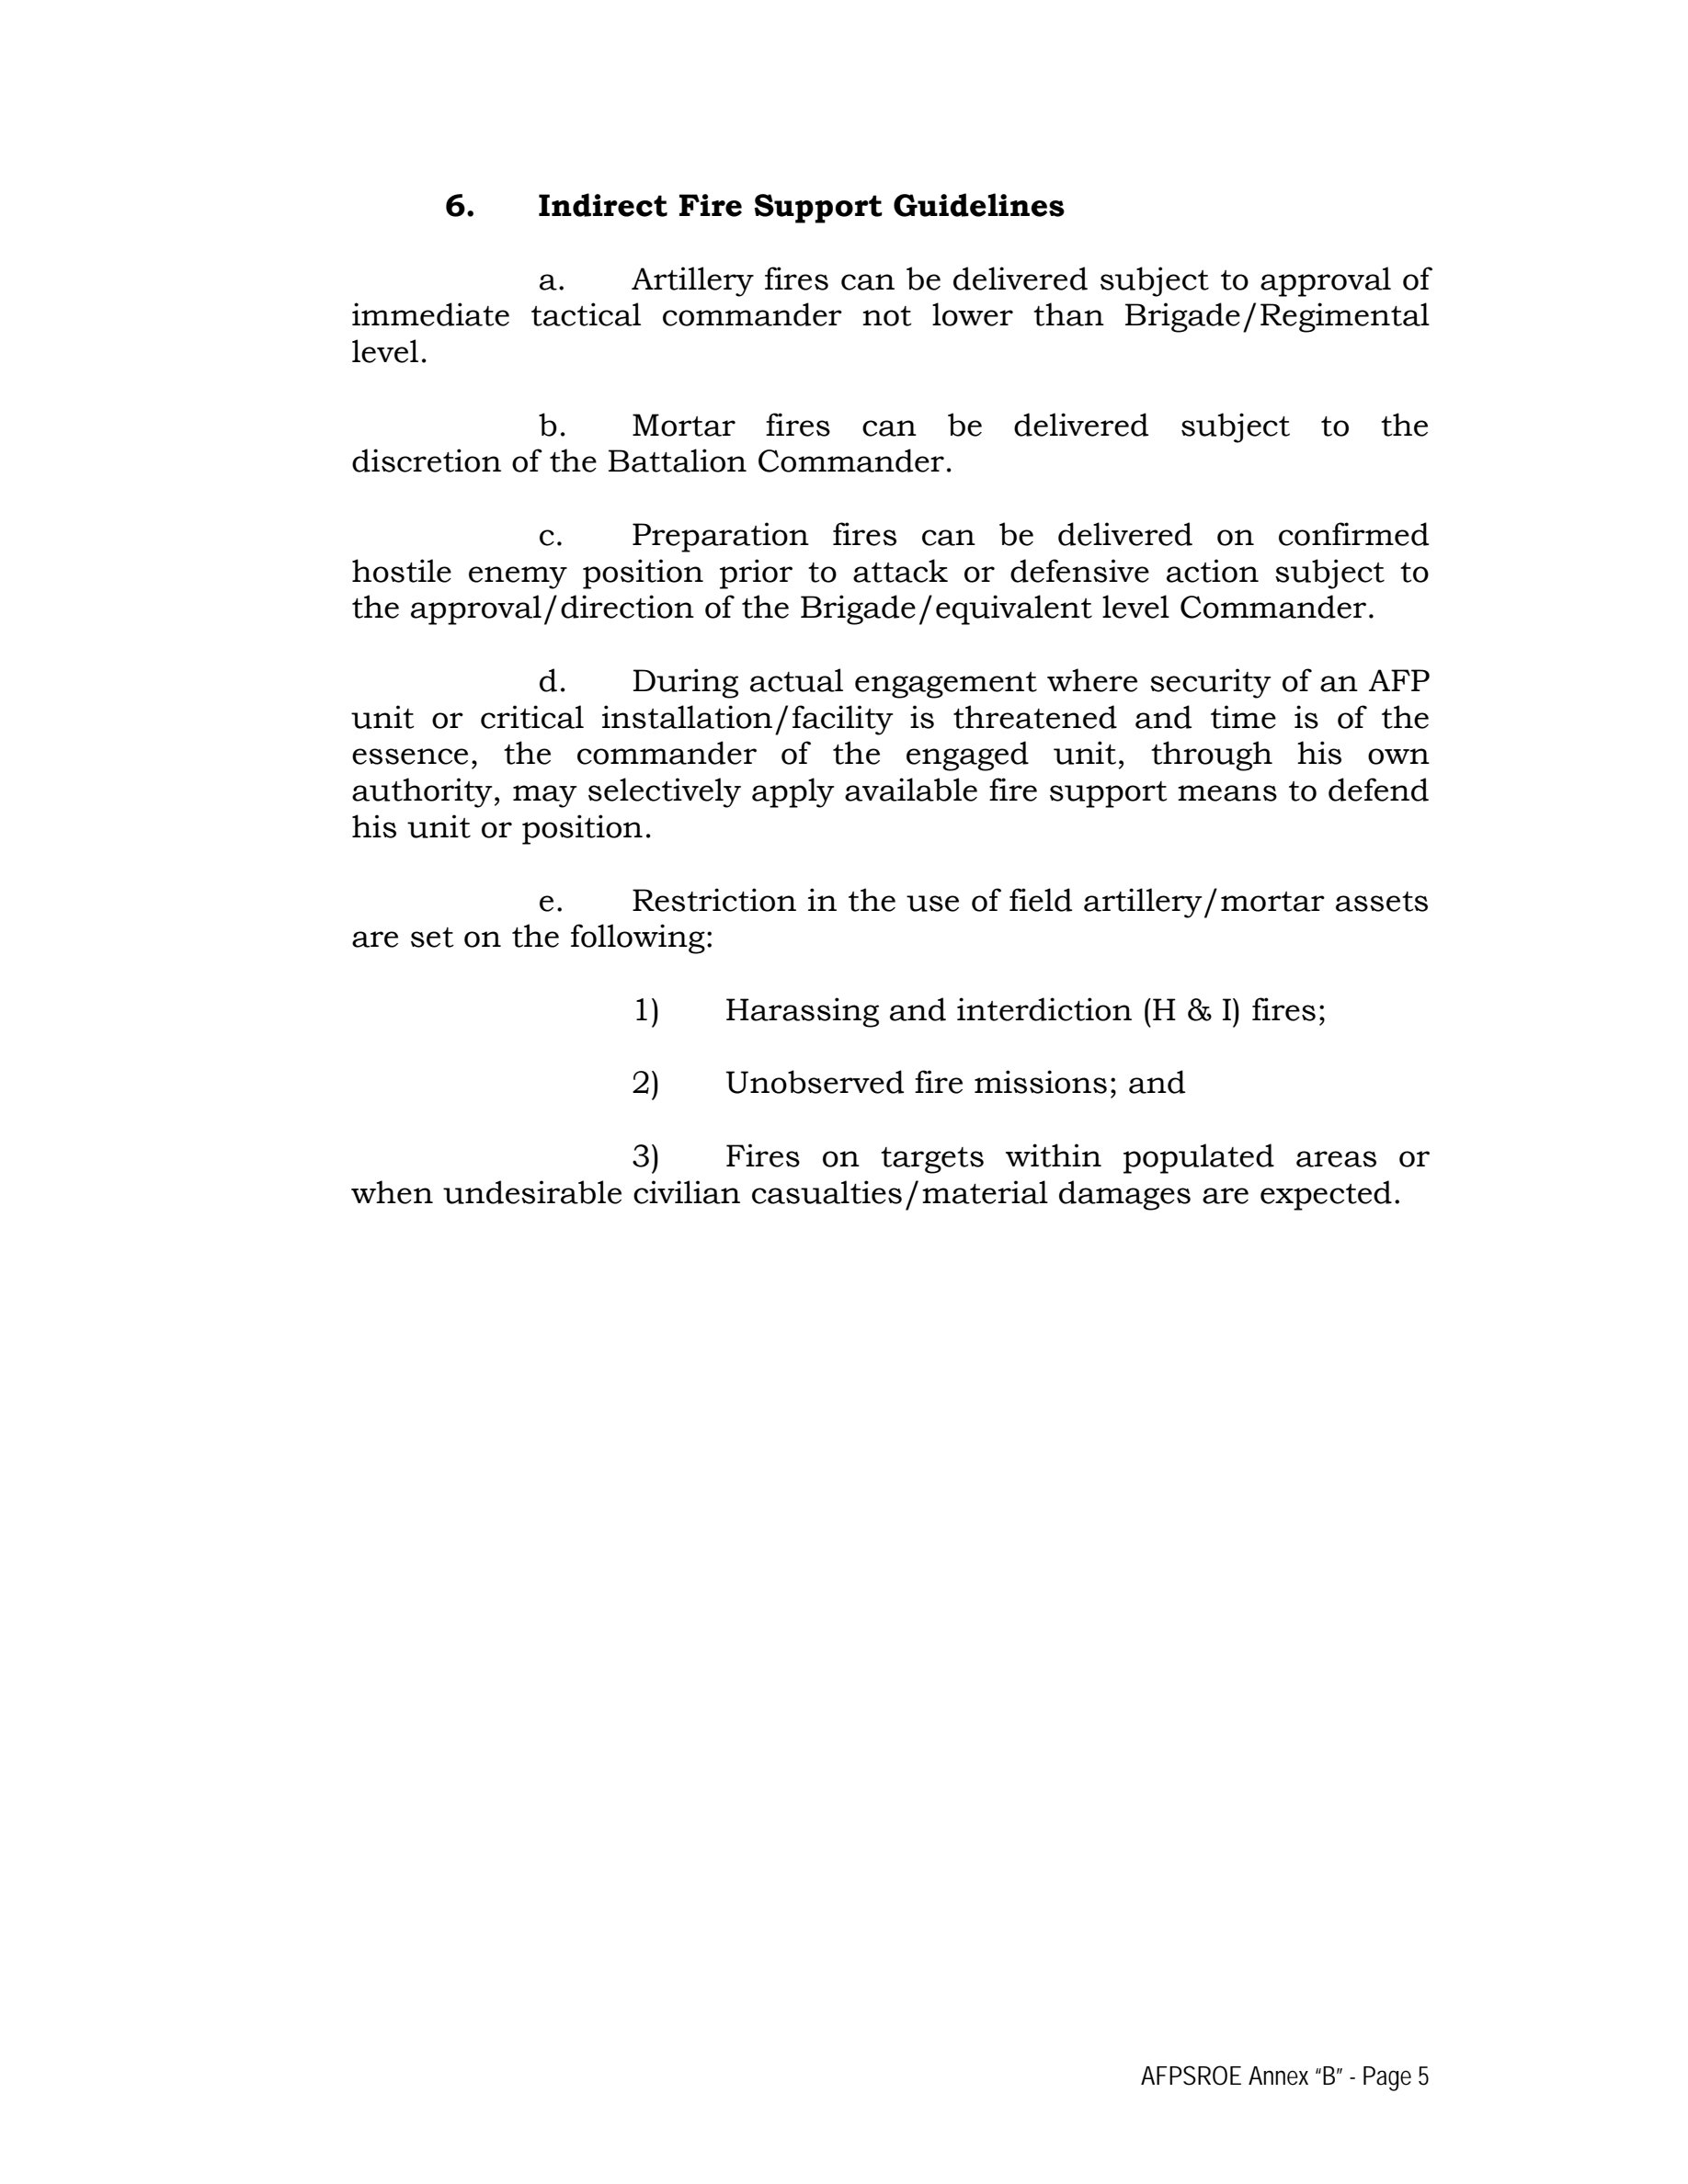 6. Indirect Fire Support Guidelines
a. Artillery fires can be delivered subject to approval of
immediate tactical commander not lower than Brigade/Regimental
level.
b. Mortar fires can be delivered subject to the
discretion of the Battalion Commander.
c. Preparation fires can be delivered on confirmed
hostile enemy position prior to attack or defensive action subject to
the approval/direction of the Brigade/equivalent level Commander.
d. During actual engagement where security of an AFP
unit or critical installation/facility is threatened and time is of the
essence, the commander of the engaged unit, through his own
authority, may selectively apply available fire support means to defend
his unit or position.
e. Restriction in the use of field artillery/mortar assets
are set on the following:
1) Harassing and interdiction (H & I) fires;
2) Unobserved fire missions; and
3) Fires on targets within populated areas or
when undesirable civilian casualties/material damages are expected.
AFPSROE Annex “B” - Page 5